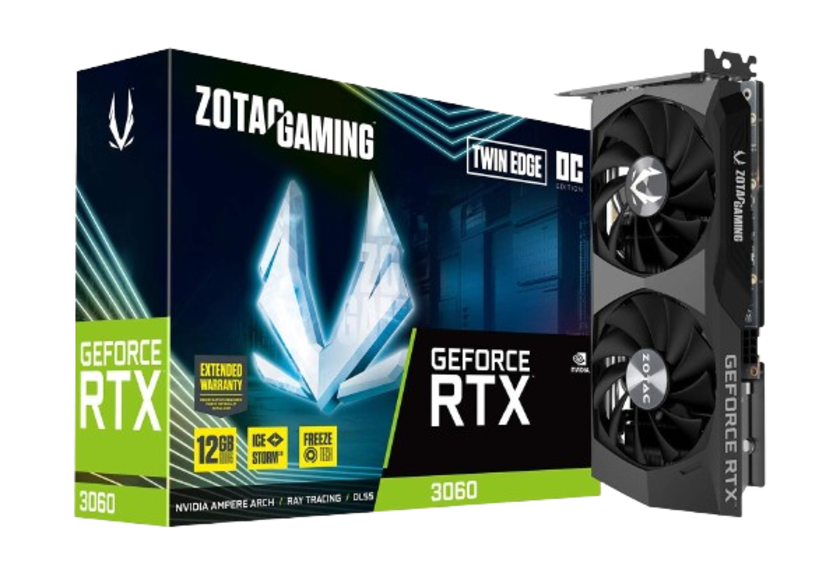 ZOTAC GAMING
TWIN EDGE
OC
EDITION
GEFORCE
RTX
3060
EXTENDED
WARRANTY
12GB
ICE
STORM
FREEZE
TECH
NVIDIA AMPERE ARCH / RAY TRACING / DLSS
GEFORCE
RTX
3060
NVIDIA
ZOTAC GAMING
ZOTAC
GEFORCE RTX